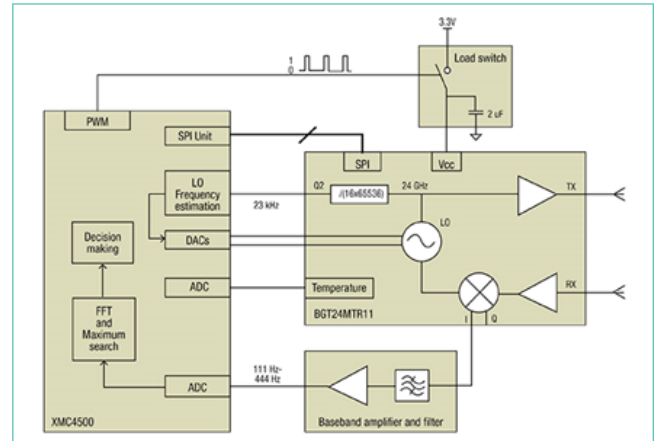 3.3V
Load switch
1
0
2 uF
PWM
SPI Unit
SPI
Vcc
LO
Frequency
estimation
Q2
./(16x65536)
24 GHz
TX
23 kHz
LO
Decision
making
DACs
ADC
Temperature
RX
BGT24MTR11
I
Q
FFT
and
Maximum
search
111 Hz-
444 Hz
ADC
Baseband amplifier and filter
XMC4500